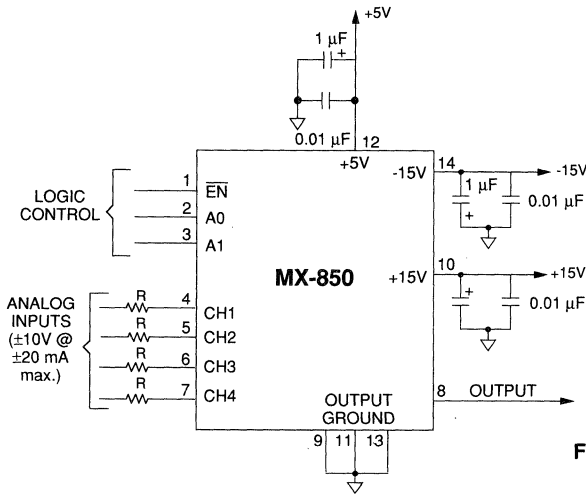 +5V
1 µF +
0.01 µF 12
+5V
14
-15V
-15V
1 µF
+
0.01 µF
LOGIC
CONTROL
1
EN
2
A0
3
A1
MX-850
10
+15V
+15V
+
0.01 µF
ANALOG
INPUTS
(±10V @
±20 mA
max.)
R
4
CH1
R
5
CH2
R
6
CH3
R
7
CH4
OUTPUT
GROUND
8
OUTPUT
9 11 13
F